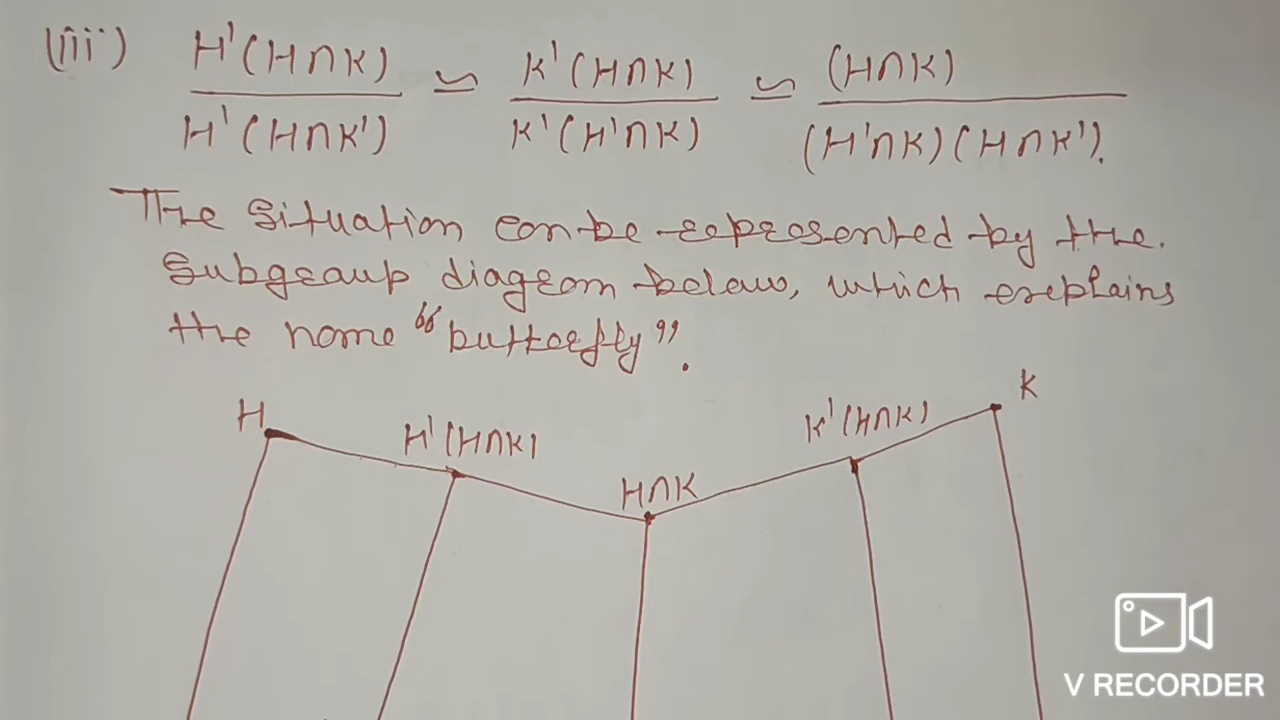 (iii) H'(H∩K) / H'(H∩K') ≃ K'(H∩K) / K'(H'∩K) ≃ (H∩K) / (H'∩K)(H∩K').
The situation can be represented by the.
Subgroup diagram below, which explains
the name "butterfly".
H
H'(H∩K)
H∩K
K'(H∩K)
K
V RECORDER